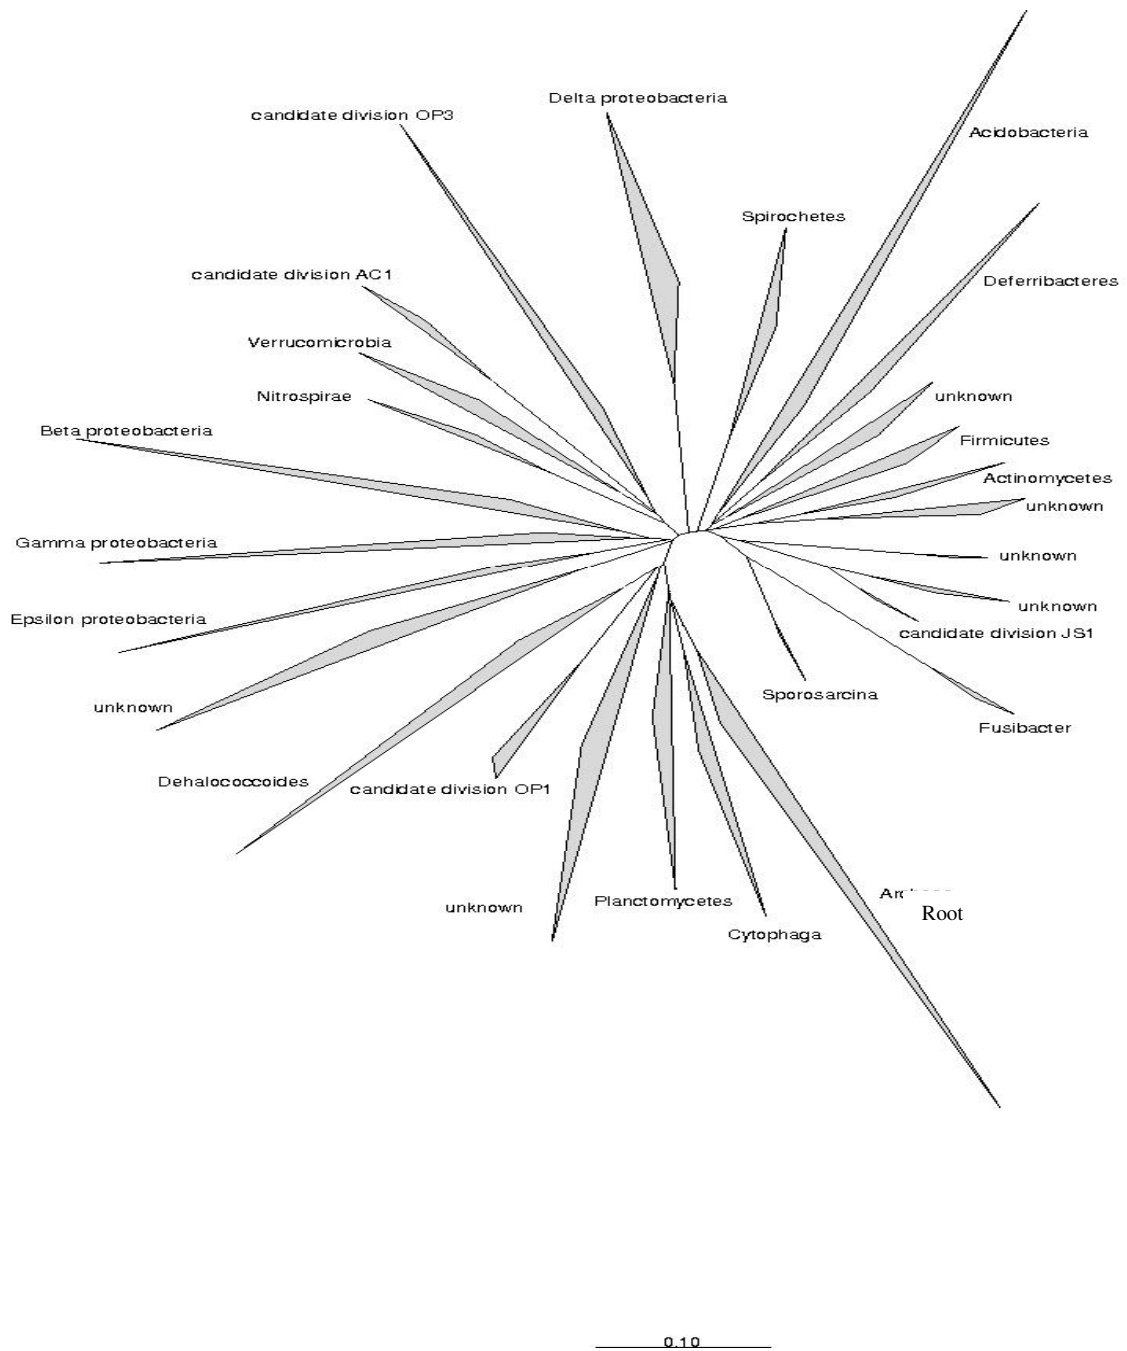 Delta proteobacteria
candidate division OP3
Acidobacteria
Spirochetes
candidate division AC1
Deferribacteres
Verrucomicrobia
Nitrospirae
unknown
Beta proteobacteria
Firmicutes
Actinomycetes
unknown
Gamma proteobacteria
unknown
unknown
Epsilon proteobacteria
candidate division JS1
Sporosarcina
unknown
Fusibacter
Dehalococcoides
candidate division OP1
Planctomycetes
unknown
Root
Cytophaga
0.10